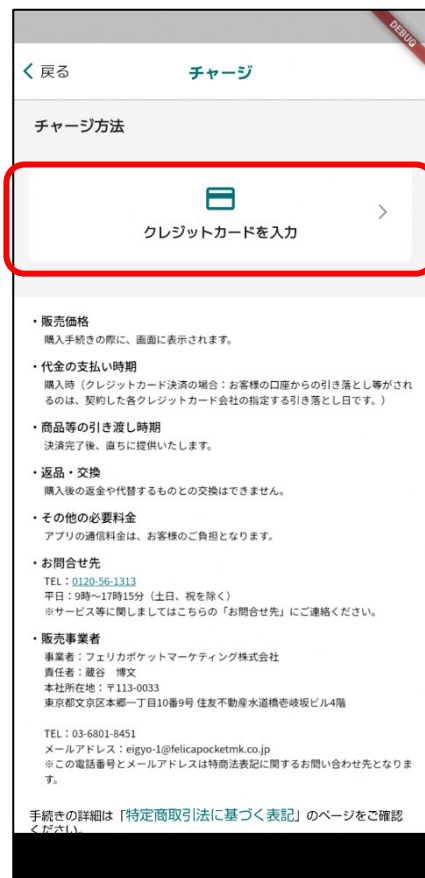 DEBUG
戻る
チャージ
チャージ方法
クレジットカードを入力
・販売価格
購入手続きの際に、画面に表示されます。
・代金の支払い時期
購入時（クレジットカード決済の場合：お客様の口座からの引き落とし等がされ
るのは、契約した各クレジットカード会社の指定する引き落とし日です。）
・商品等の引き渡し時期
決済完了後、直ちに提供いたします。
・返品・交換
購入後の返金や代替するものとの交換はできません。
・その他の必要料金
アプリの通信料金は、お客様のご負担となります。
・お問合せ先
TEL：0120-56-1313
平日：9時〜17時15分（土日、祝を除く）
※サービス等に関しましてはこちらの「お問合せ先」にご連絡ください。
・販売事業者
事業者：フェリカポケットマーケティング株式会社
責任者：蔵谷 博文
本社所在地：〒113-0033
東京都文京区本郷一丁目10番9号 住友不動産水道橋壱岐坂ビル4階
TEL：03-6801-8451
メールアドレス：eigyo-1@felicapocketmk.co.jp
※この電話番号とメールアドレスは特商法表記に関するお問い合わせ先となりま
す。
手続きの詳細は「特定商取引法に基づく表記」のページをご確認
ください。